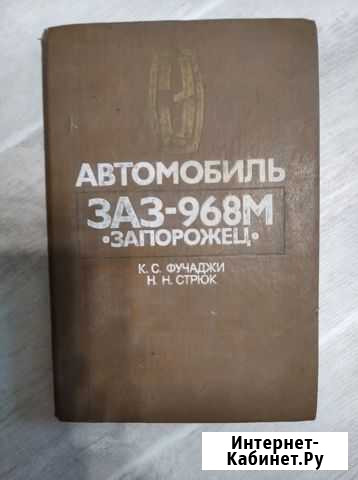 АВТОМОБИЛЬ
ЗАЗ-968М
•ЗАПОРОЖЕЦ•
К. С. ФУЧАДЖИ
Н. Н. СТРЮК
Интернет-
Кабинет.Ру